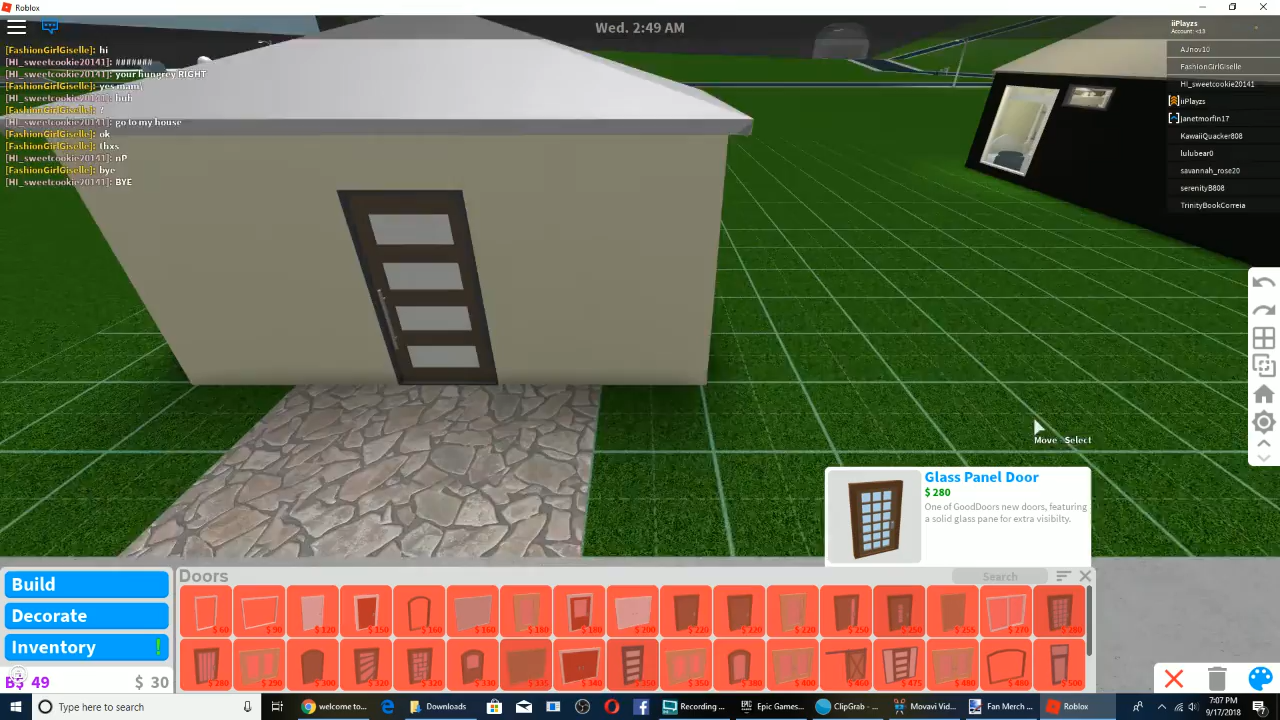 Roblox
Wed. 2:49 AM
iiPlayzs
Account: <13
[FashionGirlGiselle]: hi
[HI_sweetcookie20141]: #######
[HI_sweetcookie20141]: your hungrey RIGHT
[FashionGirlGiselle]: yes mam
[HI_sweetcookie20141]: huh
[FashionGirlGiselle]: ?
[HI_sweetcookie20141]: go to my house
[FashionGirlGiselle]: ok
[FashionGirlGiselle]: thxs
[HI_sweetcookie20141]: nP
[FashionGirlGiselle]: bye
[HI_sweetcookie20141]: BYE
AJnov10
FashionGirlGiselle
HI_sweetcookie20141
iiPlayzs
janetmorfin17
KawaiiQuacker808
lulubear0
savannah_rose20
serenityB808
TrinityBookCorreia
Move - Select
Glass Panel Door
$ 280
One of GoodDoors new doors, featuring
a solid glass pane for extra visibilty.
Build
Decorate
Inventory !
B$ 49 $ 30
Doors
Search
$ 60 $ 90 $ 120 $ 150 $ 160 $ 160 $ 180 $ 180 $ 200 $ 220 $ 220 $ 220 $ 250 $ 250 $ 255 $ 270 $ 280
$ 280 $ 290 $ 300 $ 320 $ 320 $ 330 $ 335 $ 340 $ 350 $ 350 $ 380 $ 400 $ 460 $ 475 $ 480 $ 480 $ 500
Type here to search
welcome to...
Downloads
Recording ...
Epic Games...
ClipGrab - ...
Movavi Vid...
Fan Merch ...
Roblox
7:07 PM
9/17/2018